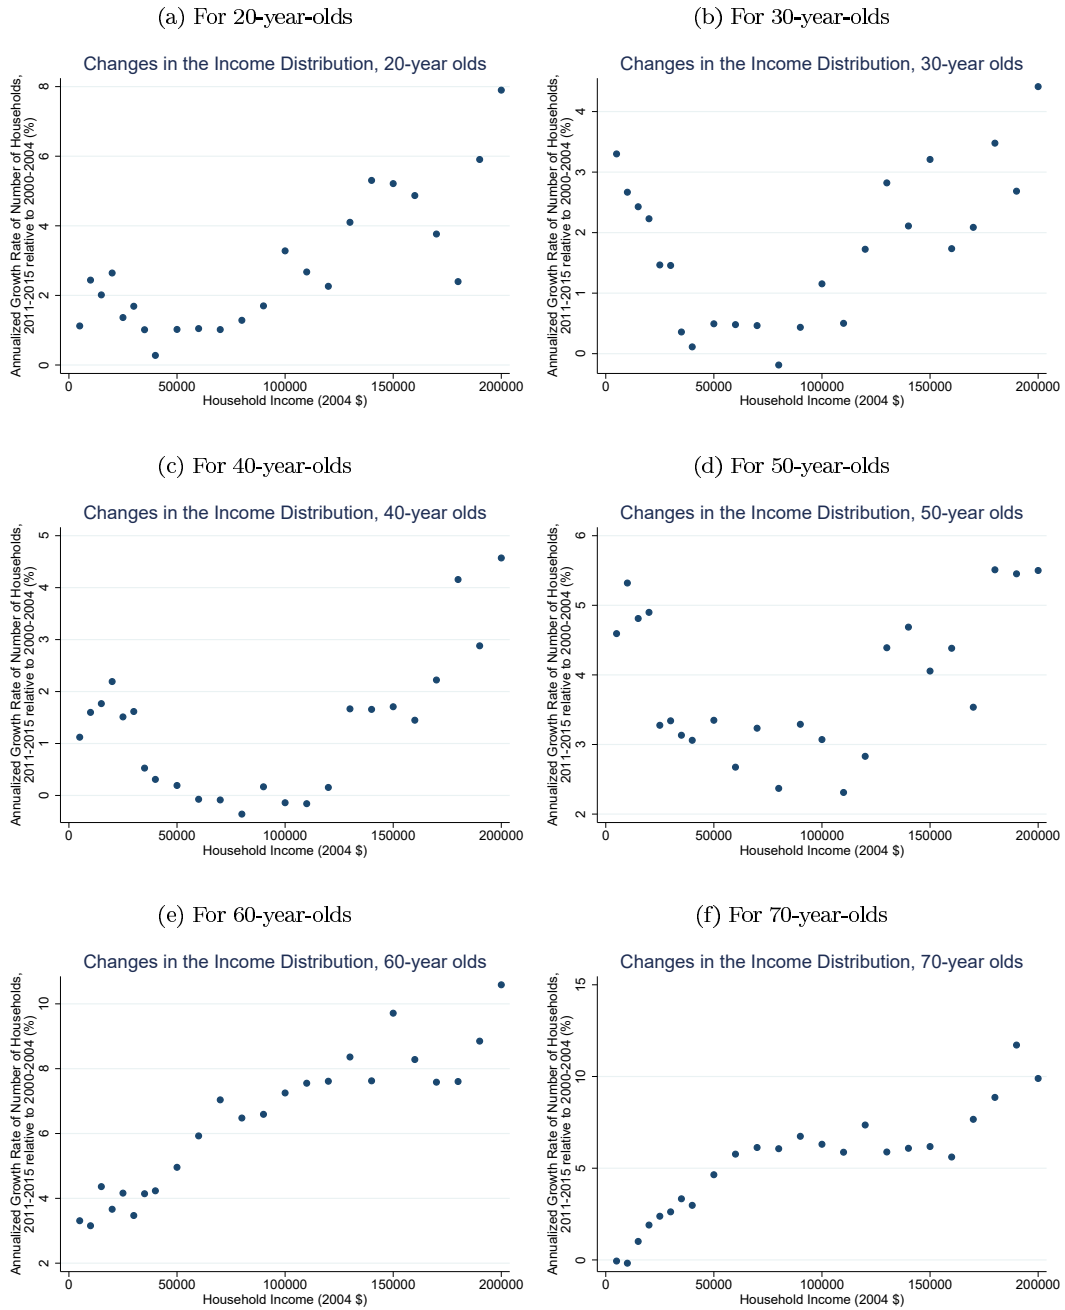 (a) For 20-year-olds
Changes in the Income Distribution, 20-year olds
Annualized Growth Rate of Number of Households,
2011-2015 relative to 2000-2004 (%)
8
6
4
2
0
0 50000 100000 150000 200000
Household Income (2004 $)
(b) For 30-year-olds
Changes in the Income Distribution, 30-year olds
Annualized Growth Rate of Number of Households,
2011-2015 relative to 2000-2004 (%)
4
3
2
1
0
0 50000 100000 150000 200000
Household Income (2004 $)
(c) For 40-year-olds
Changes in the Income Distribution, 40-year olds
Annualized Growth Rate of Number of Households,
2011-2015 relative to 2000-2004 (%)
5
4
3
2
1
0
0 50000 100000 150000 200000
Household Income (2004 $)
(d) For 50-year-olds
Changes in the Income Distribution, 50-year olds
Annualized Growth Rate of Number of Households,
2011-2015 relative to 2000-2004 (%)
6
5
4
3
2
0 50000 100000 150000 200000
Household Income (2004 $)
(e) For 60-year-olds
Changes in the Income Distribution, 60-year olds
Annualized Growth Rate of Number of Households,
2011-2015 relative to 2000-2004 (%)
10
8
6
4
2
0 50000 100000 150000 200000
Household Income (2004 $)
(f) For 70-year-olds
Changes in the Income Distribution, 70-year olds
Annualized Growth Rate of Number of Households,
2011-2015 relative to 2000-2004 (%)
15
10
5
0
0 50000 100000 150000 200000
Household Income (2004 $)